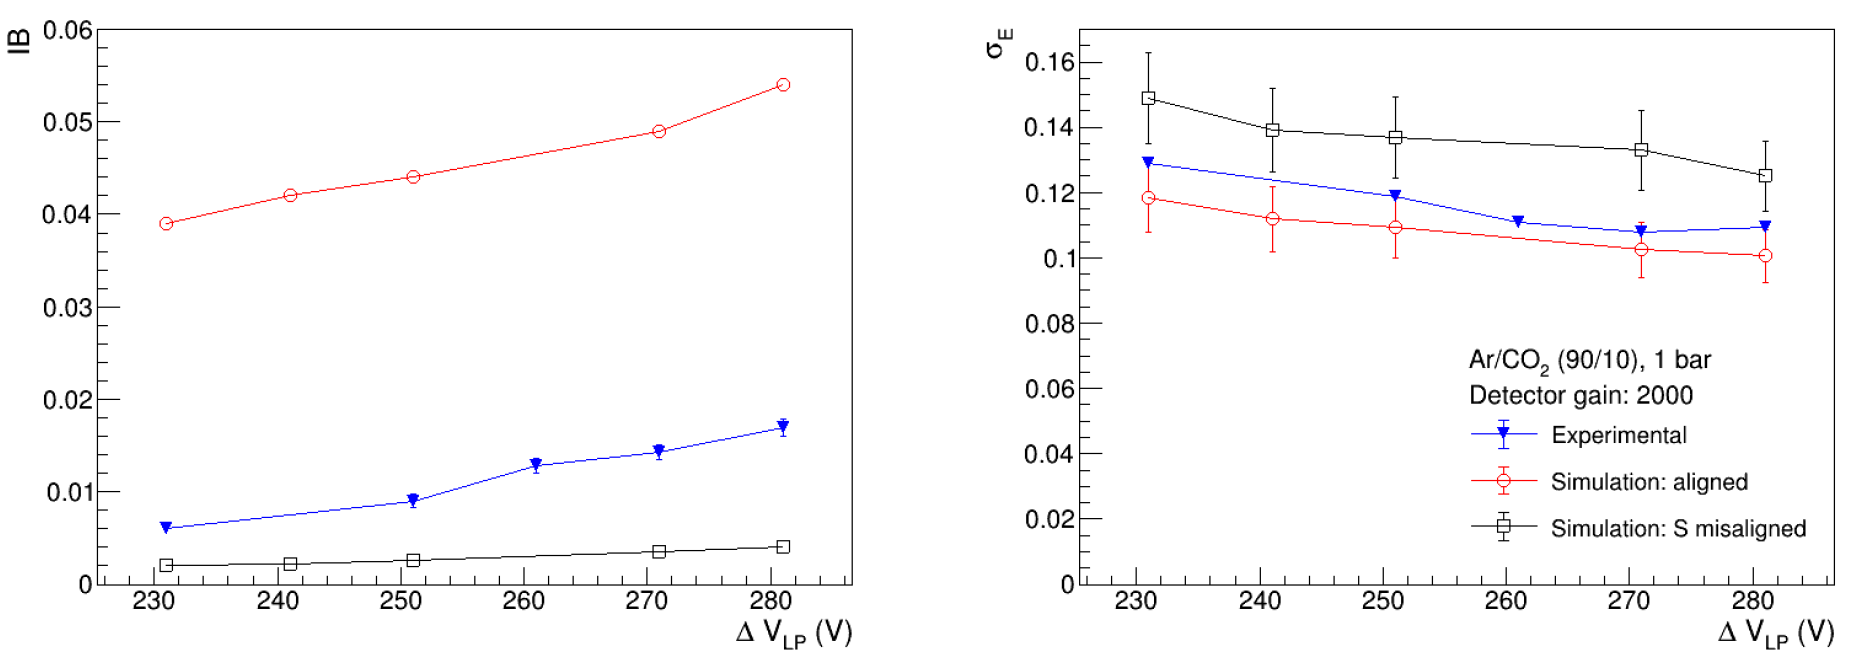 IB
0.06
0.05
0.04
0.03
0.02
0.01
0
230 240 250 260 270 280
Δ V_LP (V)
σ_E
0.16
0.14
0.12
0.1
0.08
0.06
0.04
0.02
0
Ar/CO₂ (90/10), 1 bar
Detector gain: 2000
Experimental
Simulation: aligned
Simulation: S misaligned
230 240 250 260 270 280
Δ V_LP (V)